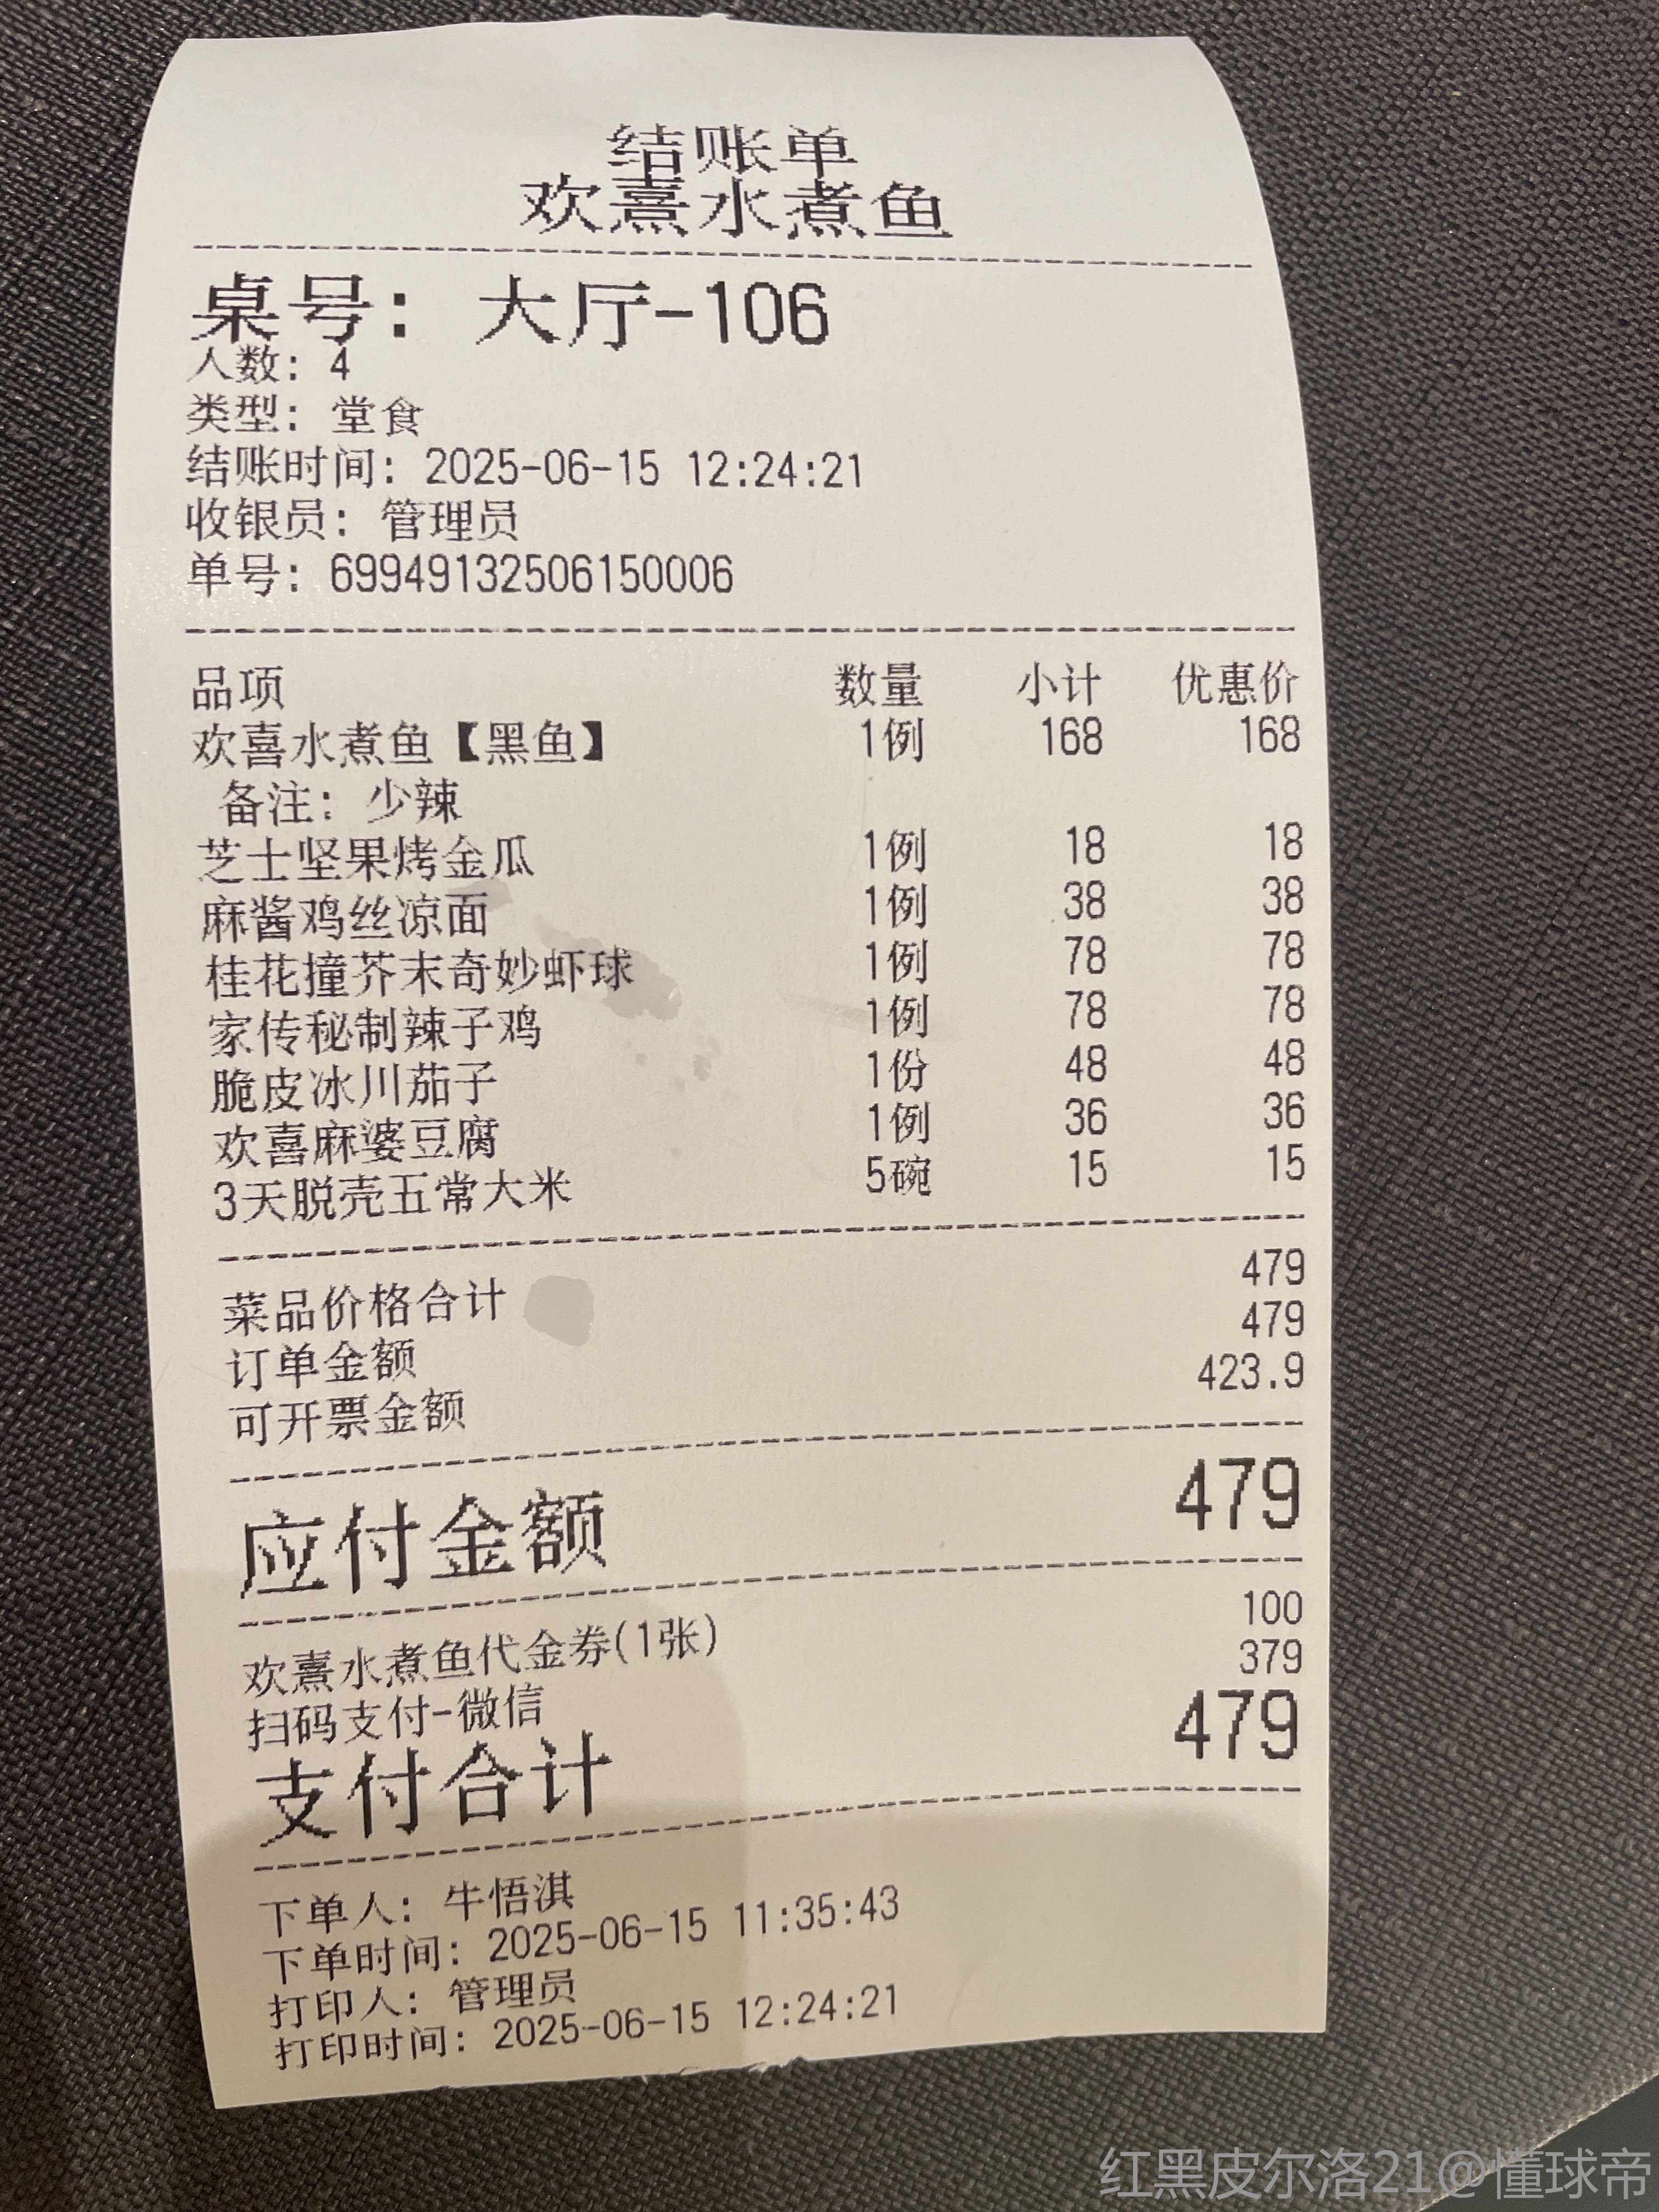 结账单
欢熹水煮鱼
桌号: 大厅-106
人数: 4
类型: 堂食
结账时间: 2025-06-15 12:24:21
收银员: 管理员
单号: 69949132506150006
品项 数量 小计 优惠价
欢喜水煮鱼【黑鱼】 1例 168 168
备注: 少辣
芝士坚果烤金瓜 1例 18 18
麻酱鸡丝凉面 1例 38 38
桂花撞芥末奇妙虾球 1例 78 78
家传秘制辣子鸡 1例 78 78
脆皮冰川茄子 1份 48 48
欢喜麻婆豆腐 1例 36 36
3天脱壳五常大米 5碗 15 15
菜品价格合计 479
订单金额 479
可开票金额 423.9
应付金额 479
欢熹水煮鱼代金券(1张) 100
扫码支付-微信 379
支付合计 479
下单人: 牛悟淇
下单时间: 2025-06-15 11:35:43
打印人: 管理员
打印时间: 2025-06-15 12:24:21
红黑皮尔洛21@懂球帝